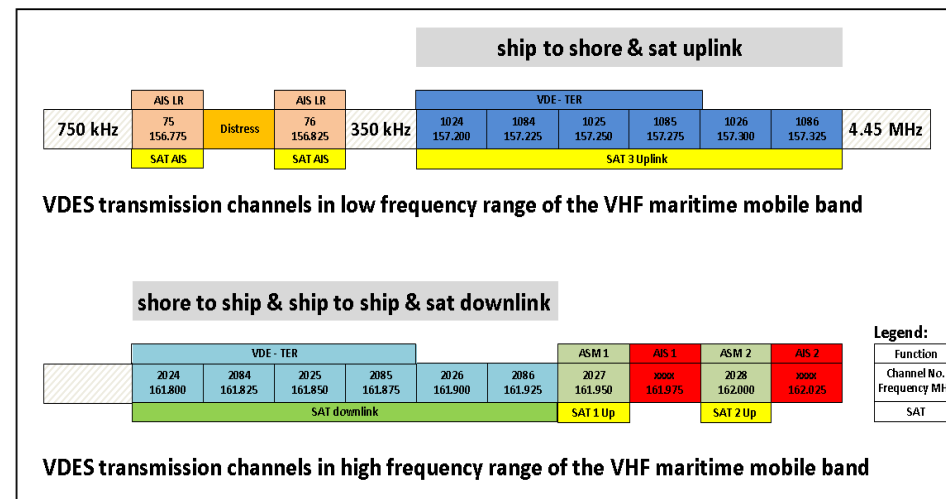 ship to shore & sat uplink
AIS LR AIS LR VDE - TER
750 kHz 75 156.775 Distress 76 156.825 350 kHz 1024 157.200 1084 157.225 1025 157.250 1085 157.275 1026 157.300 1086 157.325 4.45 MHz
SAT AIS SAT AIS SAT 3 Uplink
VDES transmission channels in low frequency range of the VHF maritime mobile band
shore to ship & ship to ship & sat downlink
VDE - TER ASM 1 AIS 1 ASM 2 AIS 2
2024 2084 2025 2085 2026 2086 2027 xxxx 2028 xxxx
161.800 161.825 161.850 161.875 161.900 161.925 161.950 161.975 162.000 162.025
SAT downlink SAT 1 Up SAT 2 Up
Legend:
Function
Channel No.
Frequency MH
SAT
VDES transmission channels in high frequency range of the VHF maritime mobile band